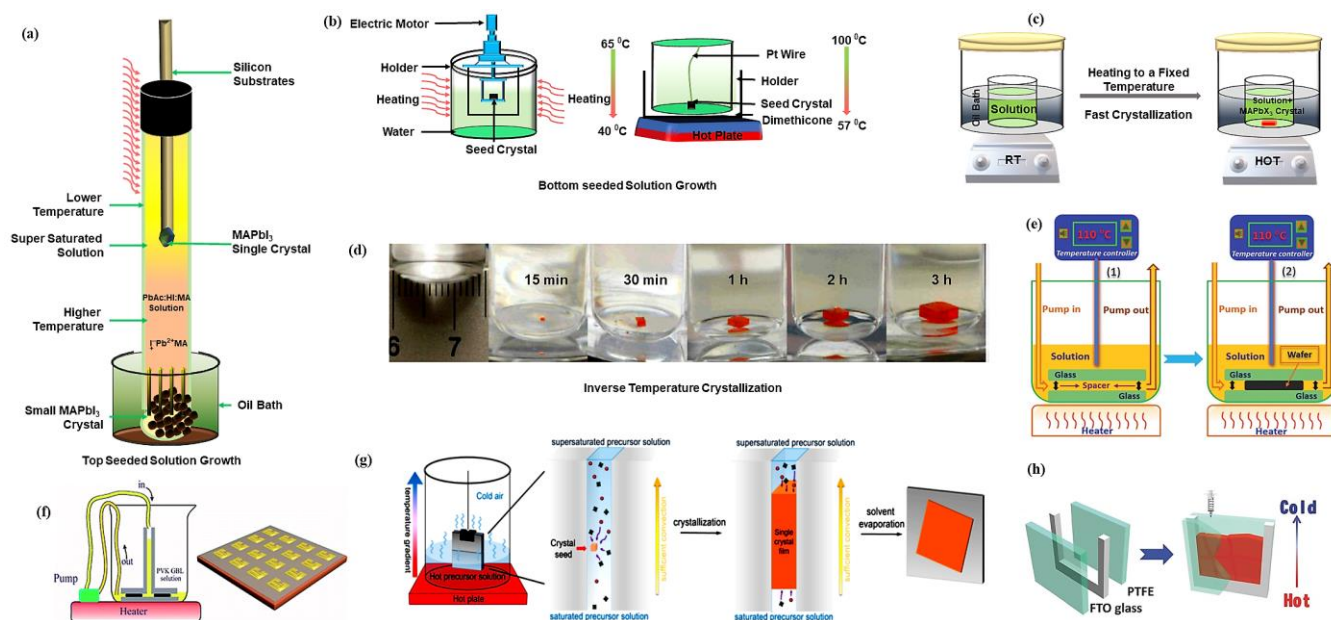 (a)
Silicon
Substrates
Lower
Temperature
Super Saturated
Solution
MAPbI₃
Single Crystal
PbAc:HI:MA
Solution
Higher
Temperature
I⁻Pb²⁺MA
Small MAPbI₃
Crystal
Oil Bath
Top Seeded Solution Growth
(b)
Electric Motor
Holder
Heating
Water
Seed Crystal
Heating
65 ⁰C
40 ⁰C
Pt Wire
Holder
Seed Crystal
Dimethicone
Hot Plate
100 ⁰C
57 ⁰C
Bottom seeded Solution Growth
(c)
Oil Bath
Solution
RT
Heating to a Fixed
Temperature
Fast Crystallization
Solution+
MAPbX₃ Crystal
HOT
(d)
6 7
15 min
30 min
1 h
2 h
3 h
Inverse Temperature Crystallization
(e)
110 °C
Temperature controller
(1)
Pump in
Pump out
Solution
Glass
Spacer
Glass
Heater
110 °C
Temperature controller
(2)
Pump in
Pump out
Solution
Wafer
Glass
Glass
Heater
(f)
in
out
PVK GBL
solution
Pump
Heater
(g)
temperature
gradient
Cold air
Hot precursor solution
Hot plate
supersaturated precursor solution
Crystal
seed
sufficient convection
saturated precursor solution
crystallization
supersaturated precursor solution
Single
crystal
film
sufficient convection
saturated precursor solution
solvent
evaporation
(h)
PTFE
FTO glass
Cold
Hot